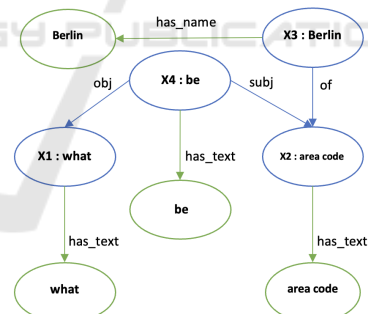 has_name
Berlin
X3 : Berlin
X4 : be
obj
subj
of
X1 : what
has_text
X2 : area code
be
has_text
has_text
what
area code